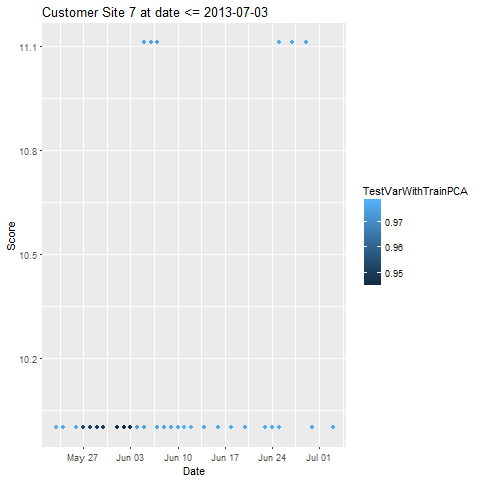 Customer Site 7 at date <= 2013-07-03
11.1
10.8
10.5
10.2
Score
May 27
Jun 03
Jun 10
Jun 17
Jun 24
Jul 01
Date
TestVarWithTrainPCA
0.97
0.96
0.95